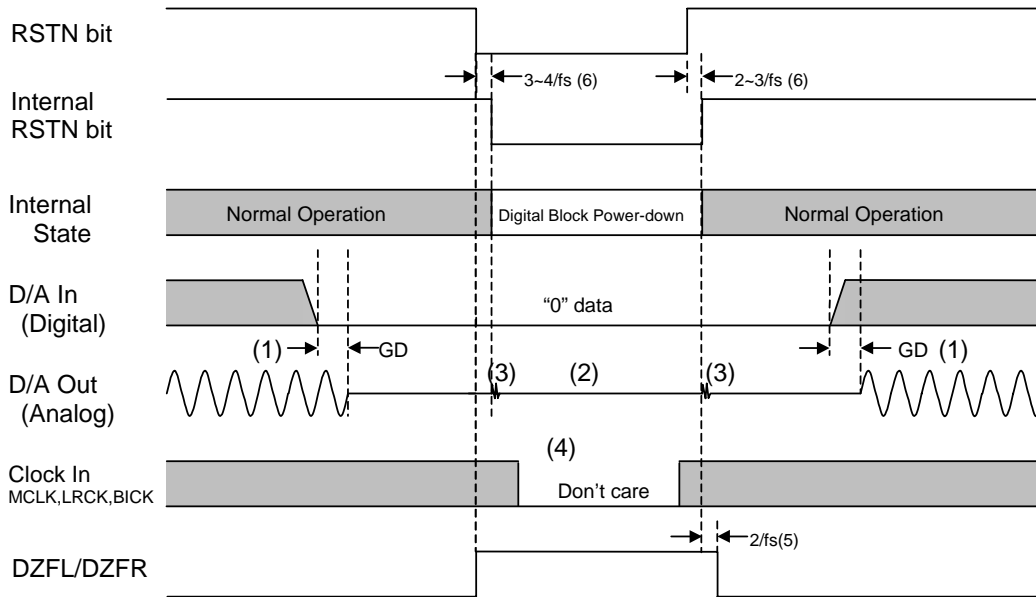 RSTN bit
3~4/fs (6)
2~3/fs (6)
Internal
RSTN bit
Internal
State
Normal Operation
Digital Block Power-down
Normal Operation
D/A In
(Digital)
“0” data
(1)
GD
GD
(1)
D/A Out
(Analog)
(3)
(2)
(3)
(4)
Clock In
MCLK,LRCK,BICK
Don’t care
2/fs(5)
DZFL/DZFR